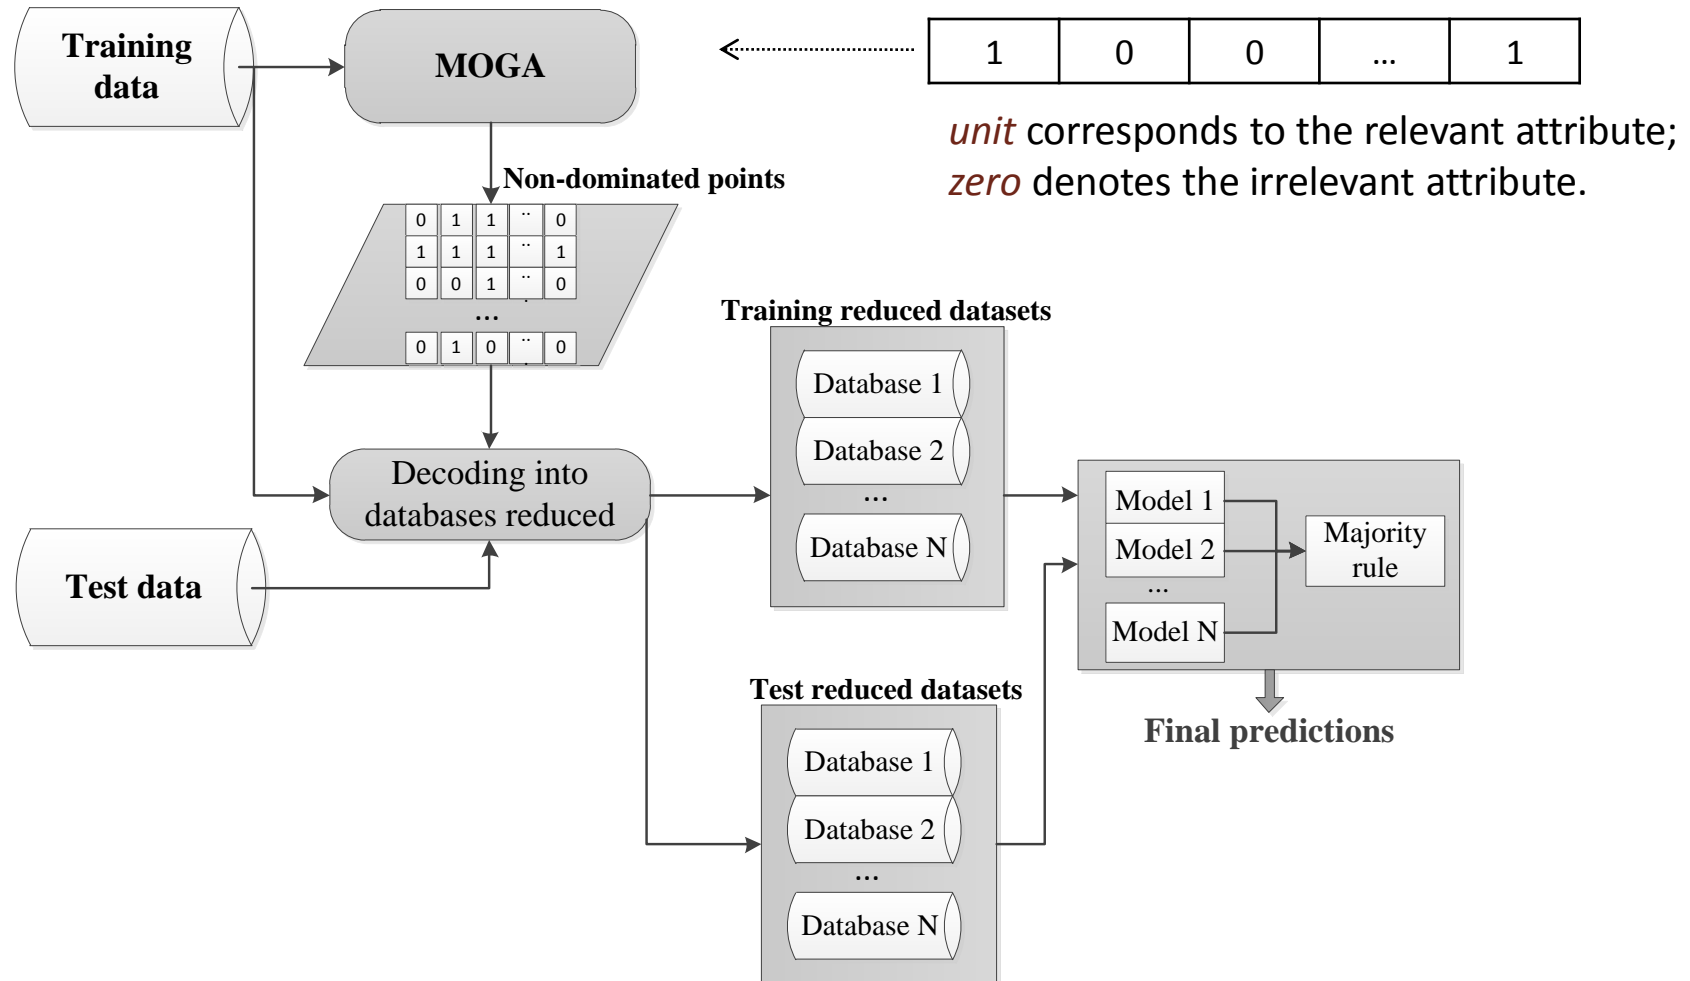 Training
data
MOGA
1 0 0 ... 1
unit corresponds to the relevant attribute;
zero denotes the irrelevant attribute.
Non-dominated points
0 1 1 ... 0
1 1 1 ... 1
0 0 1 ... 0
...
0 1 0 ... 0
Training reduced datasets
Database 1
Database 2
...
Database N
Decoding into
databases reduced
Test data
Model 1
Model 2
...
Model N
Majority
rule
Test reduced datasets
Database 1
Database 2
...
Database N
Final predictions